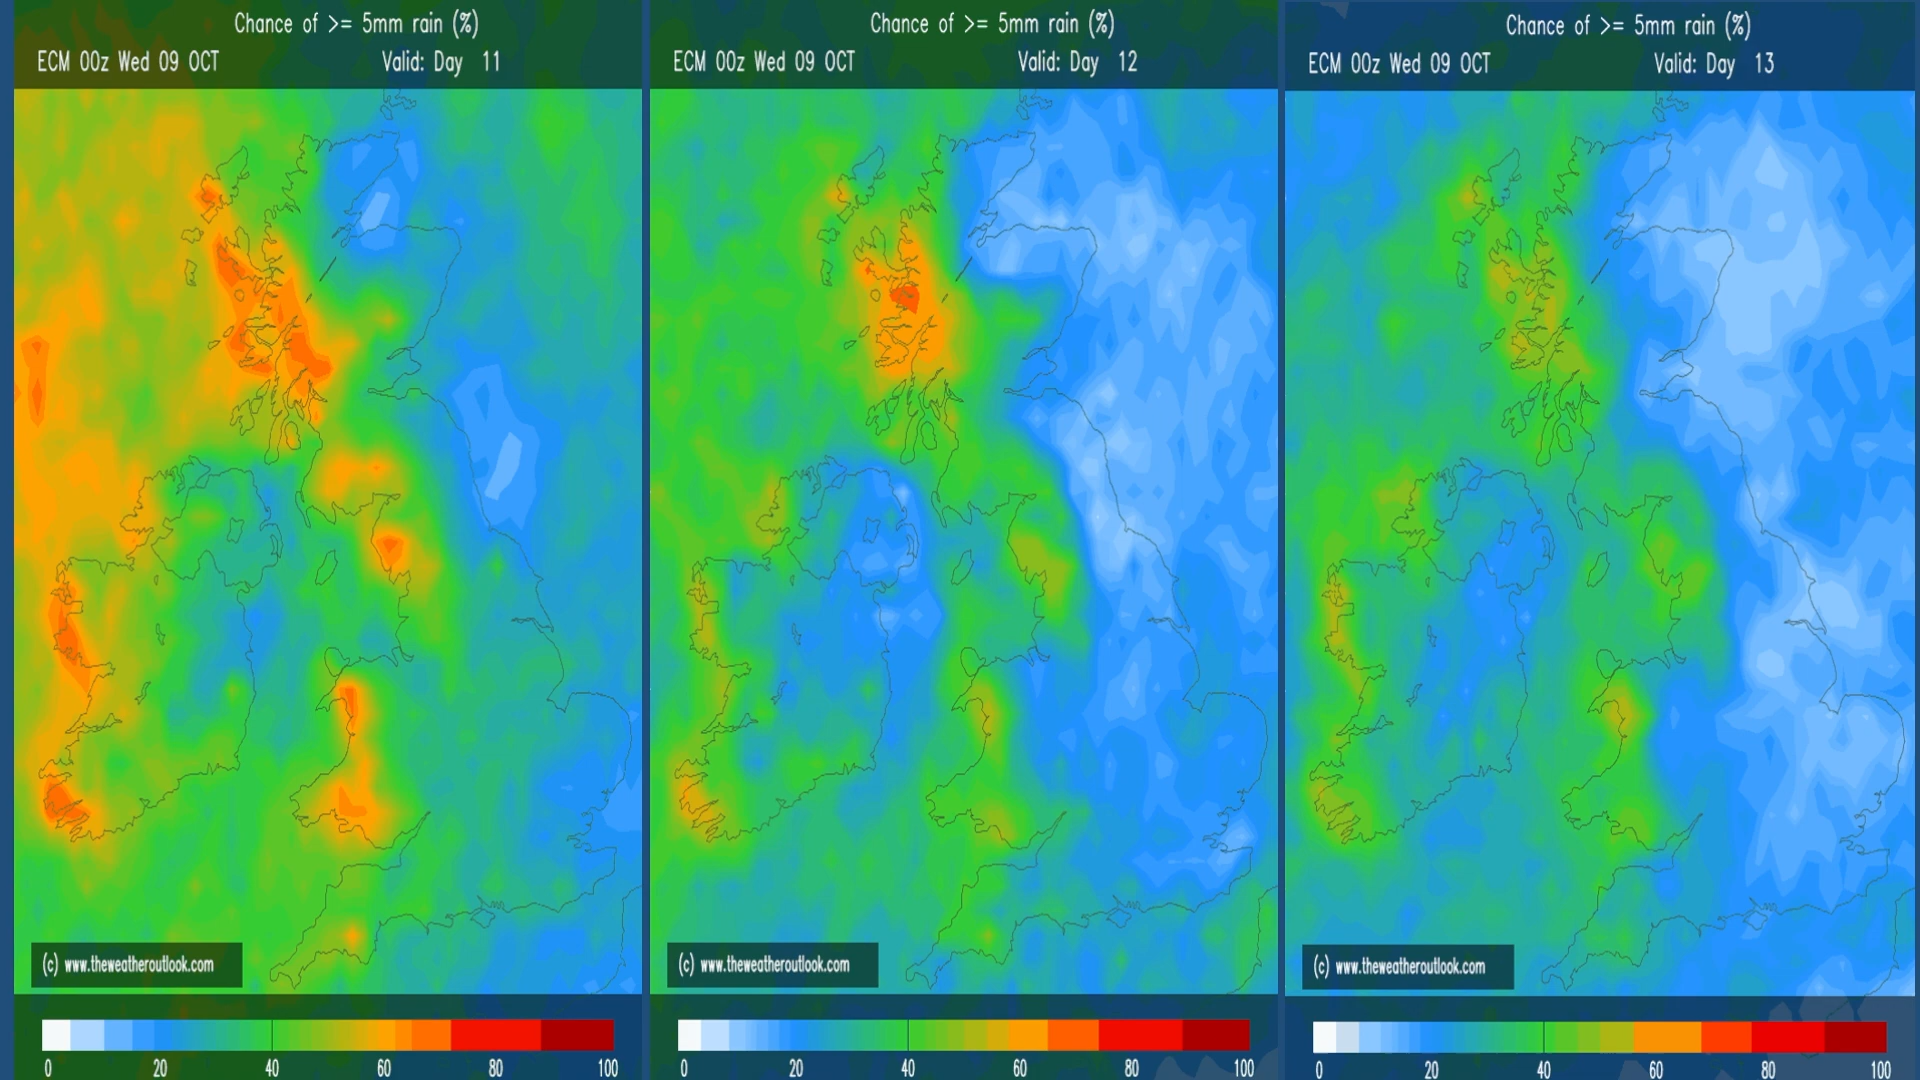 Chance of >= 5mm rain (%)
ECM 00z Wed 09 OCT Valid: Day 11
(c) www.theweatheroutlook.com
0 20 40 60 80 100
Chance of >= 5mm rain (%)
ECM 00z Wed 09 OCT Valid: Day 12
(c) www.theweatheroutlook.com
0 20 40 60 80 100
Chance of >= 5mm rain (%)
ECM 00z Wed 09 OCT Valid: Day 13
(c) www.theweatheroutlook.com
0 20 40 60 80 100